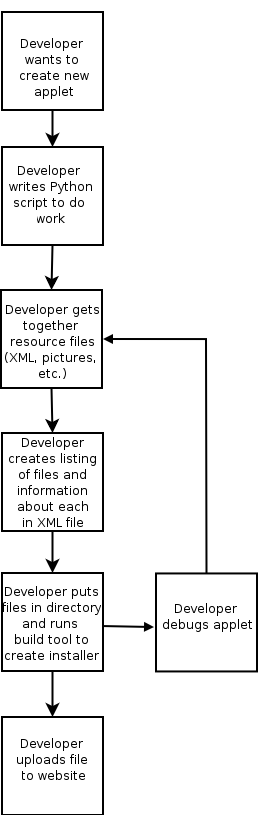 Developer
wants to
create new
applet
Developer
writes Python
script to do
work
Developer gets
together
resource files
(XML, pictures,
etc.)
Developer
creates listing
of files and
information
about each
in XML file
Developer puts
files in directory
and runs
build tool to
create installer
Developer
debugs applet
Developer
uploads file
to website